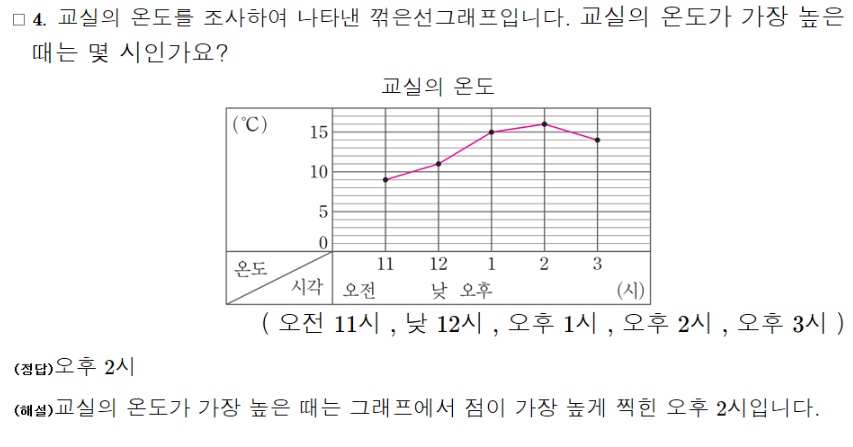 □ 4. 교실의 온도를 조사하여 나타낸 꺾은선그래프입니다. 교실의 온도가 가장 높은
때는 몇 시인가요?
교실의 온도
(℃)
15
10
5
0
온도
시각
11 12 1 2 3
오전 낮 오후 (시)
( 오전 11시 , 낮 12시 , 오후 1시 , 오후 2시 , 오후 3시 )
(정답)오후 2시
(해설)교실의 온도가 가장 높은 때는 그래프에서 점이 가장 높게 찍힌 오후 2시입니다.